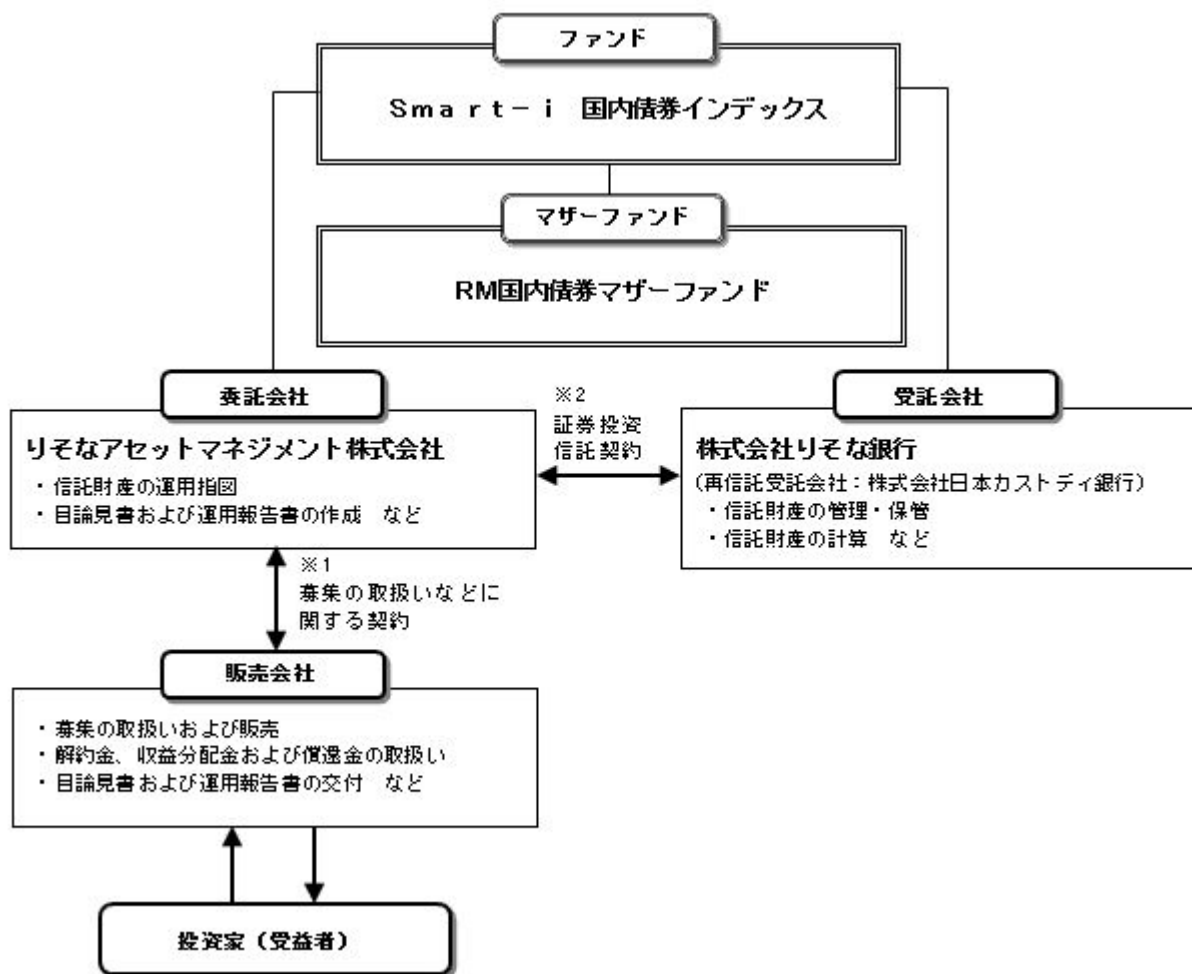 ファンド
Ｓｍａｒｔ－ｉ　国内債券インデックス
マザーファンド
RM国内債券マザーファンド
委託会社
りそなアセットマネジメント株式会社
・信託財産の運用指図
・目論見書および運用報告書の作成　など
※2
証券投資
信託契約
受託会社
株式会社りそな銀行
(再信託受託会社：株式会社日本カストディ銀行)
・信託財産の管理・保管
・信託財産の計算　など
※1
募集の取扱いなどに
関する契約
販売会社
・募集の取扱いおよび販売
・解約金、収益分配金および償還金の取扱い
・目論見書および運用報告書の交付　など
投資家（受益者）